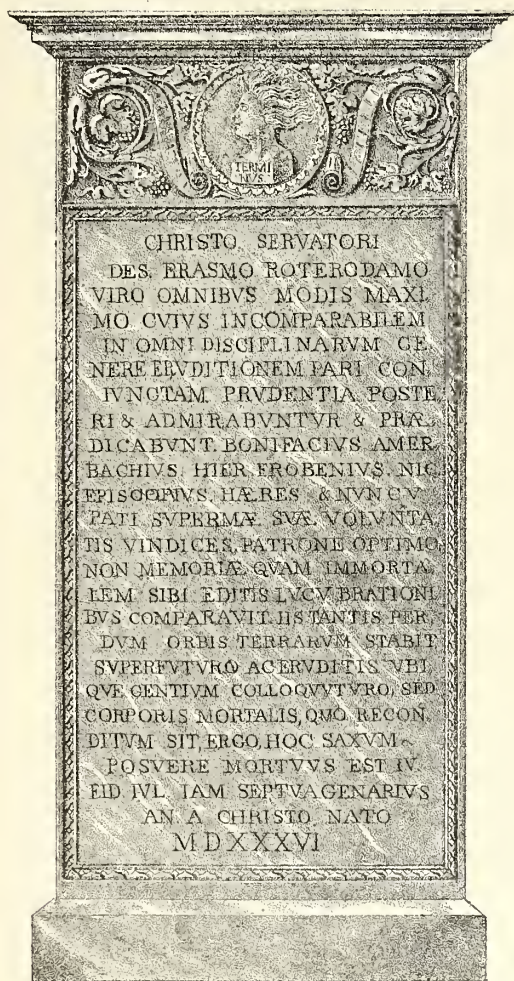 TERMI
NVS
CHRISTO SERVATORI
DES. ERASMO ROTERODAMO
VIRO OMNIBVS MODIS MAXI
MO CVIVS INCOMPARABILEM
IN OMNI DISCIPLINARVM GE
NERE ERVDITIONEM PARI CON
IVNCTAM PRVDENTIA POSTE
RI & ADMIRABVNTVR & PRÆ
DICABVNT. BONIFACIVS AMER
BACHIVS, HIER. FROBENIVS. NIC
EPISCOPIVS. HÆRES & NVNCV
PATI SVPERMÆ SVÆ VOLVNTA
TIS VINDICES, PATRONE OPTIMO
NON MEMORIÆ, QVAM IMMORTA
LEM SIBI EDITIS LVCVBRATIONI
BVS COMPARAVIT. IIS TANTIS PER,
DVM ORBIS TERRARVM STABIT
SVPERFVTVRO AC ERVDITIS VBI
QVE GENTIVM COLLOQVVTVRO, SED
CORPORIS MORTALIS, QVO RECON
DITVM SIT, ERGO, HOC SAXVM
POSVERE MORTVVS EST IV.
EID IVL. IAM SEPTVAGENARIVS
AN. A CHRISTO NATO
MDXXXVI